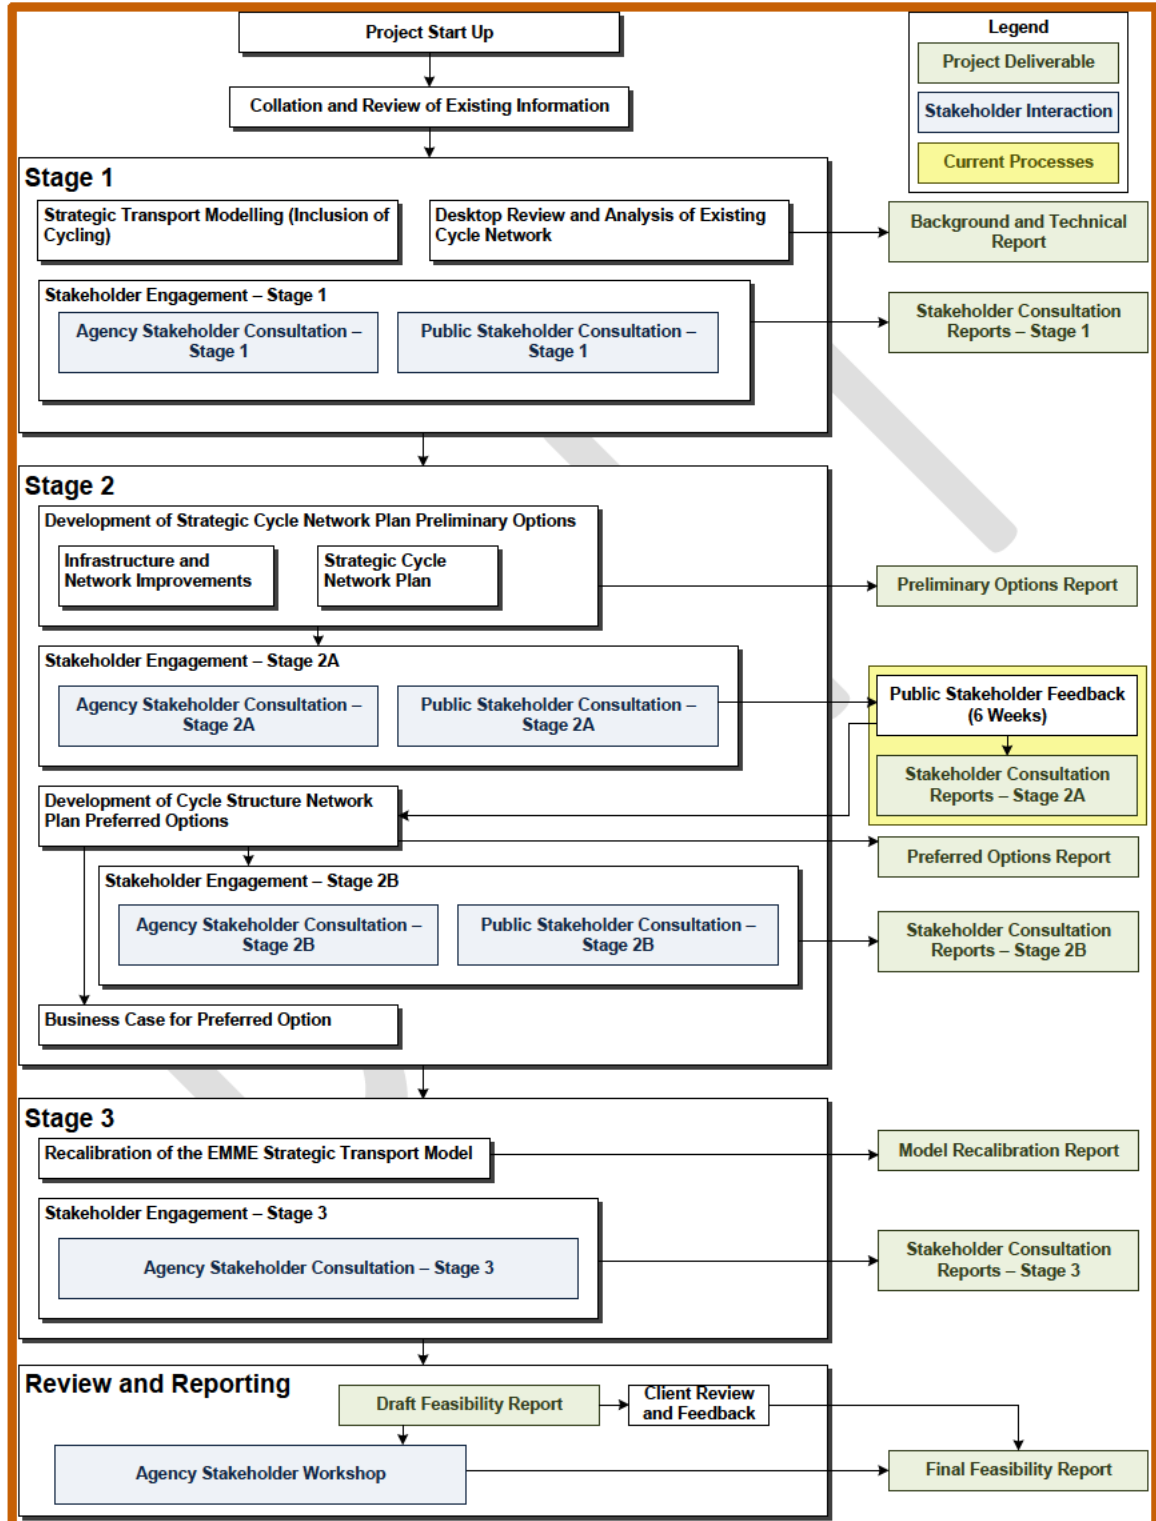 Project Start Up
Legend
Project Deliverable
Stakeholder Interaction
Current Processes
Collation and Review of Existing Information
Stage 1
Strategic Transport Modelling (Inclusion of
Cycling)
Desktop Review and Analysis of Existing
Cycle Network
Background and Technical
Report
Stakeholder Engagement – Stage 1
Agency Stakeholder Consultation –
Stage 1
Public Stakeholder Consultation –
Stage 1
Stakeholder Consultation
Reports – Stage 1
Stage 2
Development of Strategic Cycle Network Plan Preliminary Options
Infrastructure and
Network Improvements
Strategic Cycle
Network Plan
Preliminary Options Report
Stakeholder Engagement – Stage 2A
Agency Stakeholder Consultation –
Stage 2A
Public Stakeholder Consultation –
Stage 2A
Public Stakeholder Feedback
(6 Weeks)
Stakeholder Consultation
Reports – Stage 2A
Development of Cycle Structure Network
Plan Preferred Options
Preferred Options Report
Stakeholder Engagement – Stage 2B
Agency Stakeholder Consultation –
Stage 2B
Public Stakeholder Consultation –
Stage 2B
Stakeholder Consultation
Reports – Stage 2B
Business Case for Preferred Option
Stage 3
Recalibration of the EMME Strategic Transport Model
Model Recalibration Report
Stakeholder Engagement – Stage 3
Agency Stakeholder Consultation – Stage 3
Stakeholder Consultation
Reports – Stage 3
Review and Reporting
Draft Feasibility Report
Client Review
and Feedback
Agency Stakeholder Workshop
Final Feasibility Report